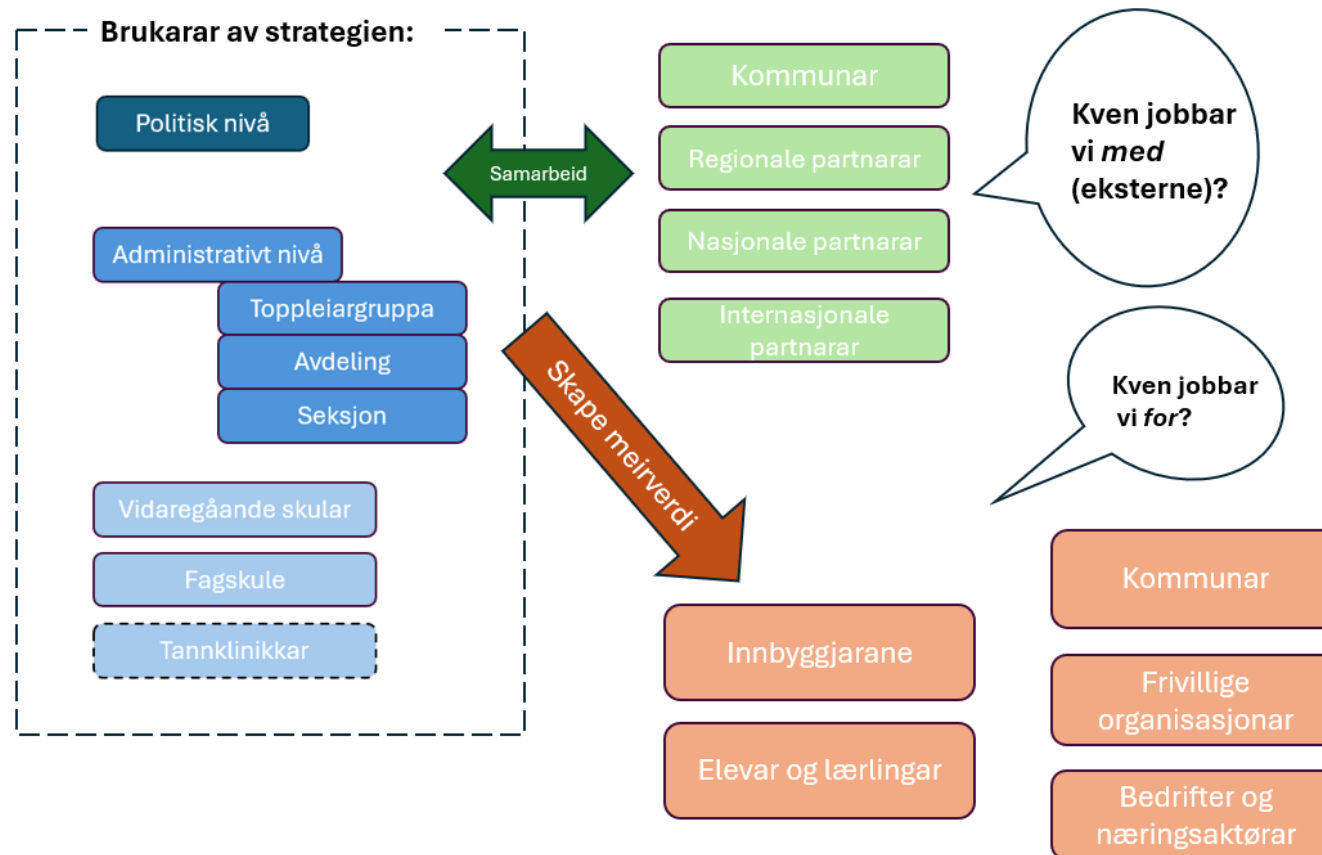 Brukarar av strategien:
Politisk nivå
Administrativt nivå
Toppleiargruppa
Avdeling
Seksjon
Vidaregåande skular
Fagskule
Tannklinikkar
Samarbeid
Skape meirverdi
Kommunar
Regionale partnarar
Nasjonale partnarar
Internasjonale
partnarar
Kven jobbar
vi med
(eksterne)?
Kven jobbar
vi for?
Innbyggjarane
Elevar og lærlingar
Kommunar
Frivillige
organisasjonar
Bedrifter og
næringsaktørar